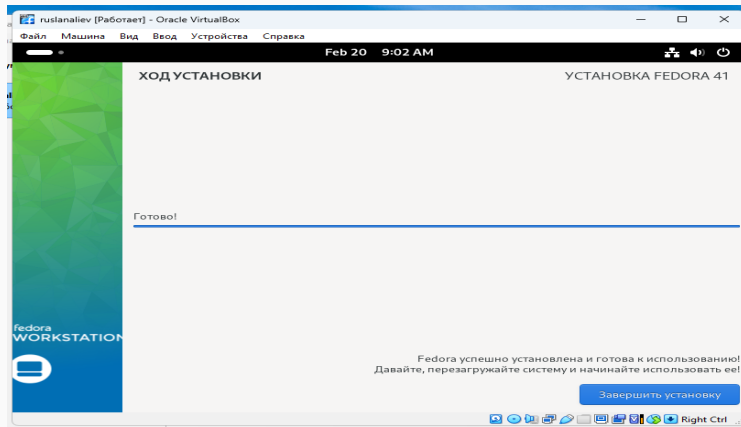 ruslanaliev [Работает] - Oracle VirtualBox
Файл Машина Вид Ввод Устройства Справка
Feb 20 9:02 AM
ХОД УСТАНОВКИ
УСТАНОВКА FEDORA 41
Готово!
fedora
WORKSTATION
Fedora успешно установлена и готова к использованию!
Давайте, перезагружайте систему и начинайте использовать ее!
Завершить установку
Right Ctrl